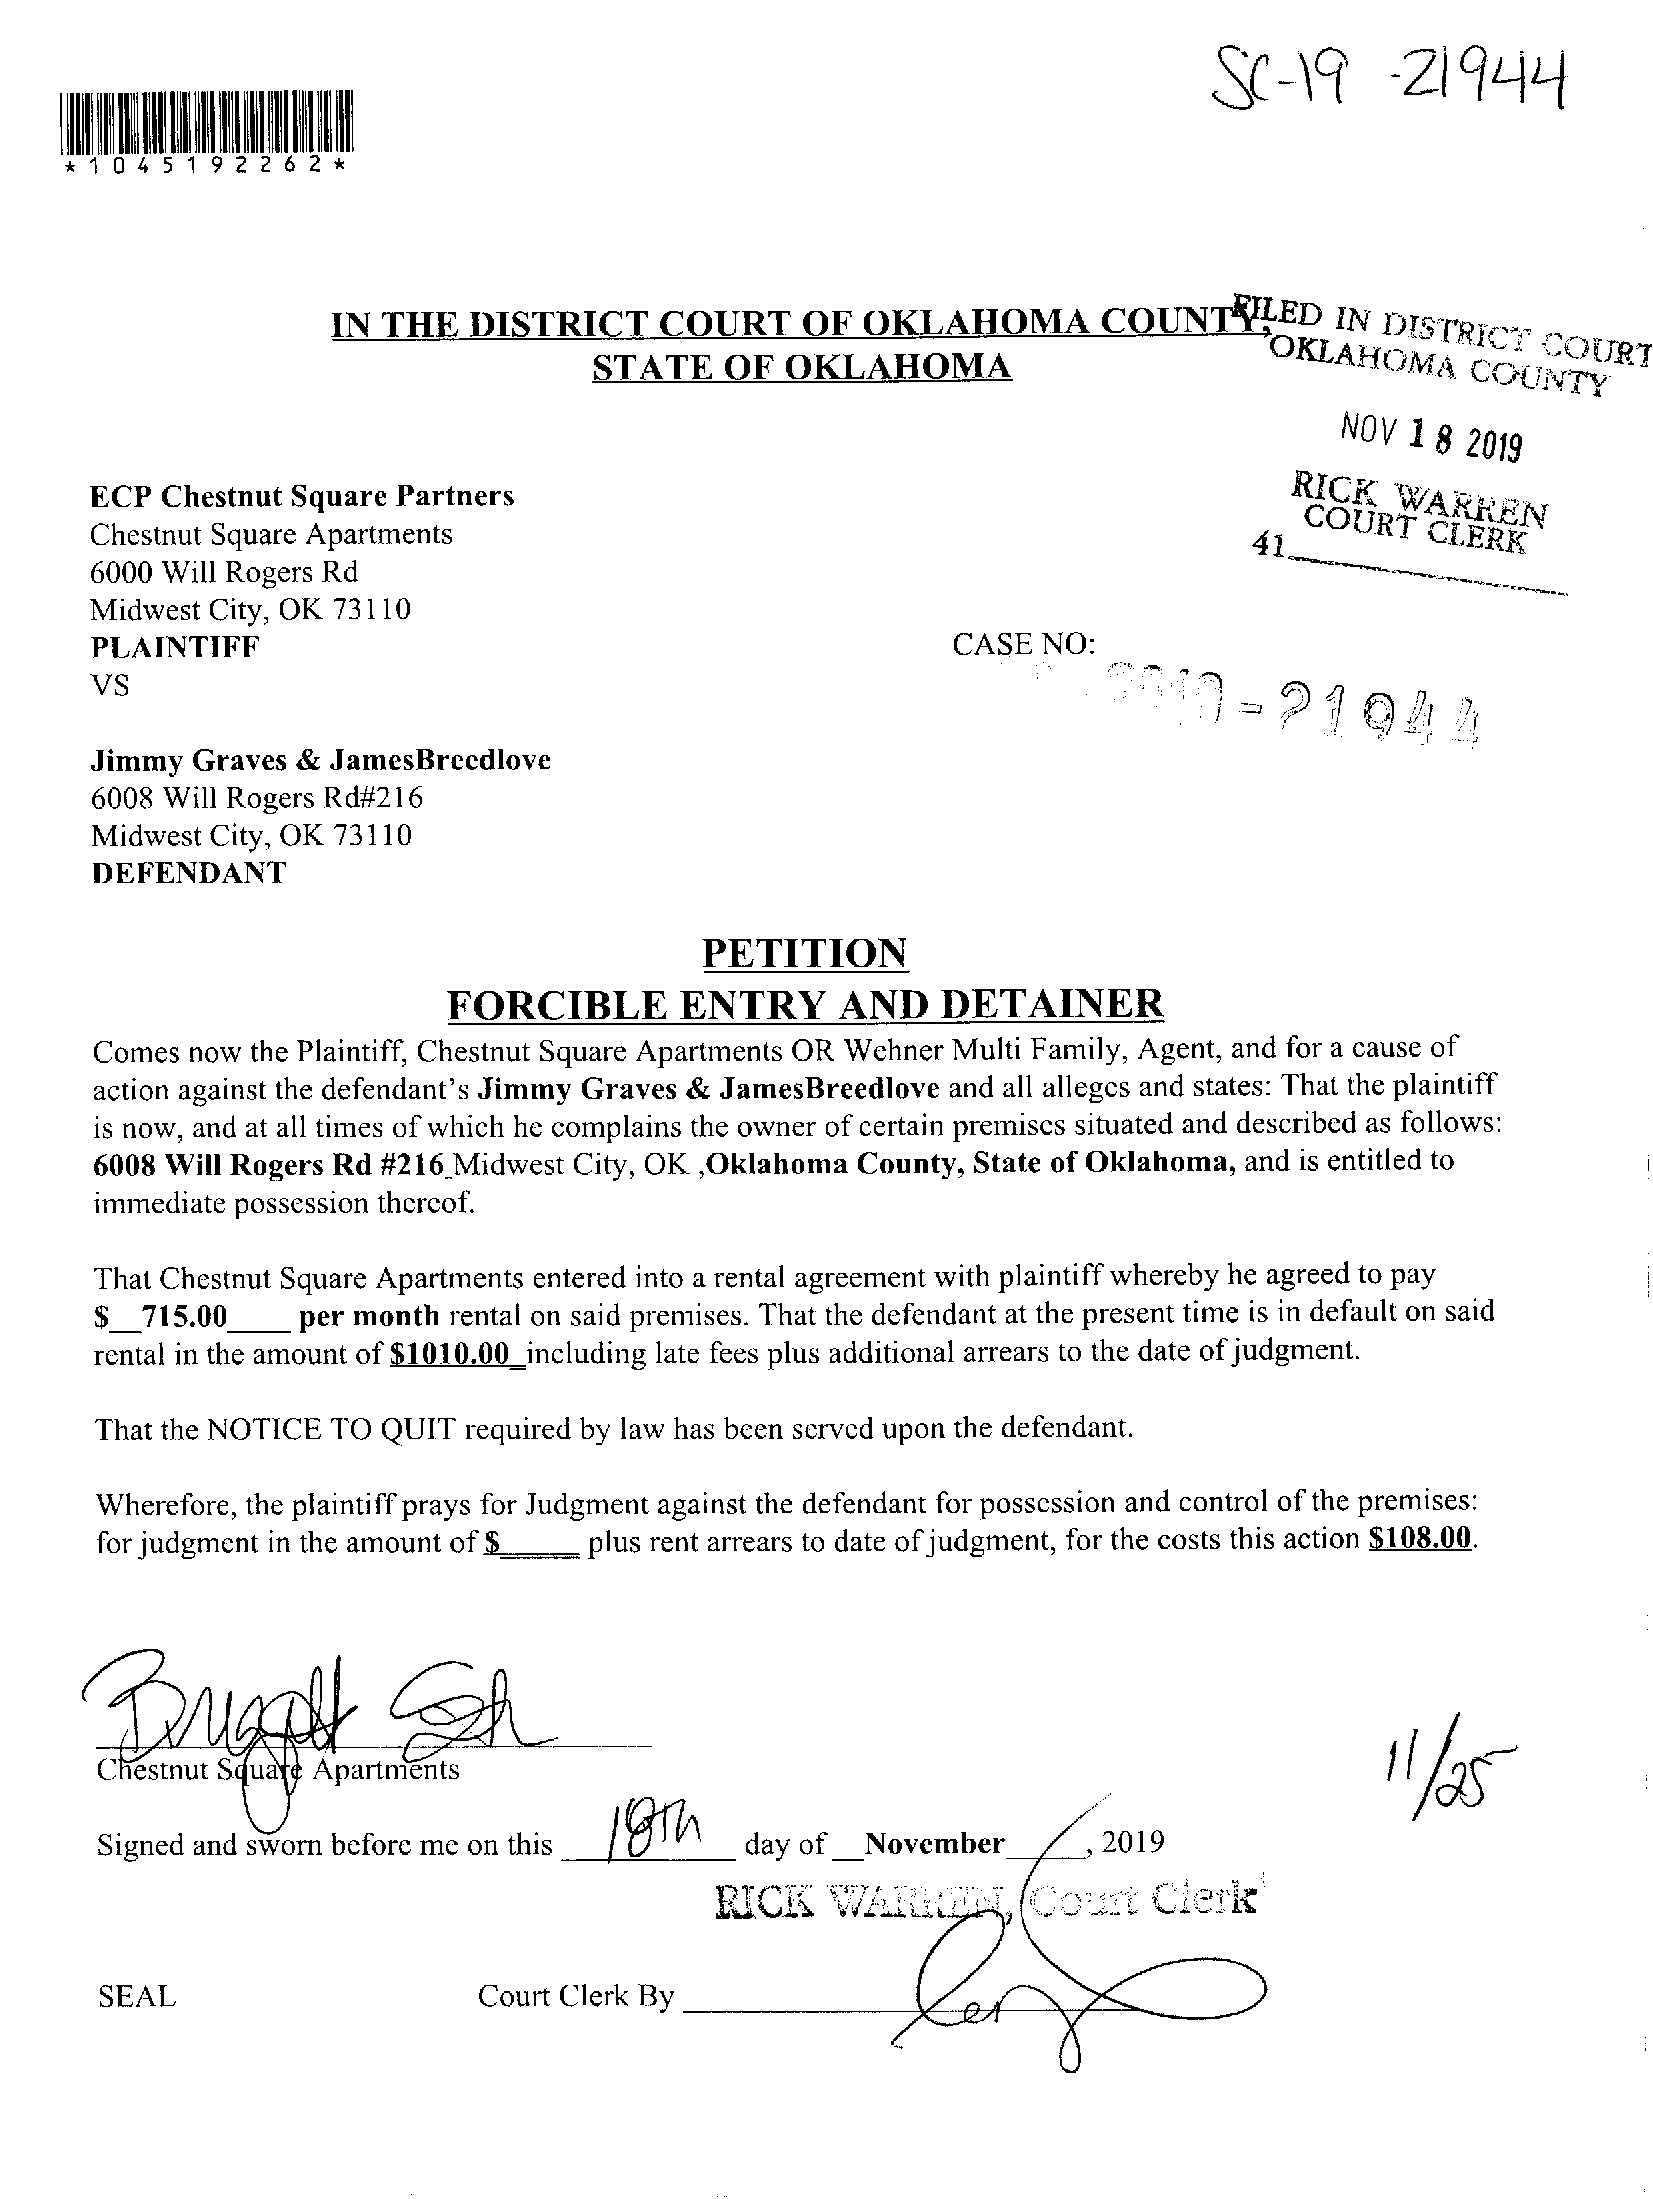 SC-19 -21944
*1045192262*
IN THE DISTRICT COURT OF OKLAHOMA COUNTY,
STATE OF OKLAHOMA
FILED IN DISTRICT COURT
OKLAHOMA COUNTY
NOV 18 2019
RICK WARREN
COURT CLERK
41
ECP Chestnut Square Partners
Chestnut Square Apartments
6000 Will Rogers Rd
Midwest City, OK 73110
PLAINTIFF
CASE NO:
VS
2019-21944
Jimmy Graves & JamesBreedlove
6008 Will Rogers Rd#216
Midwest City, OK 73110
DEFENDANT
PETITION
FORCIBLE ENTRY AND DETAINER
Comes now the Plaintiff, Chestnut Square Apartments OR Wehner Multi Family, Agent, and for a cause of
action against the defendant's Jimmy Graves & JamesBreedlove and all alleges and states: That the plaintiff
is now, and at all times of which he complains the owner of certain premises situated and described as follows:
6008 Will Rogers Rd #216 Midwest City, OK ,Oklahoma County, State of Oklahoma, and is entitled to
immediate possession thereof.
That Chestnut Square Apartments entered into a rental agreement with plaintiff whereby he agreed to pay
$__715.00____ per month rental on said premises. That the defendant at the present time is in default on said
rental in the amount of $1010.00_including late fees plus additional arrears to the date of judgment.
That the NOTICE TO QUIT required by law has been served upon the defendant.
Wherefore, the plaintiff prays for Judgment against the defendant for possession and control of the premises:
for judgment in the amount of $_____ plus rent arrears to date of judgment, for the costs this action $108.00.
Chestnut Square Apartments
11/25
Signed and sworn before me on this 18th day of __November_____, 2019
RICK WARREN, Court Clerk
SEAL
Court Clerk By